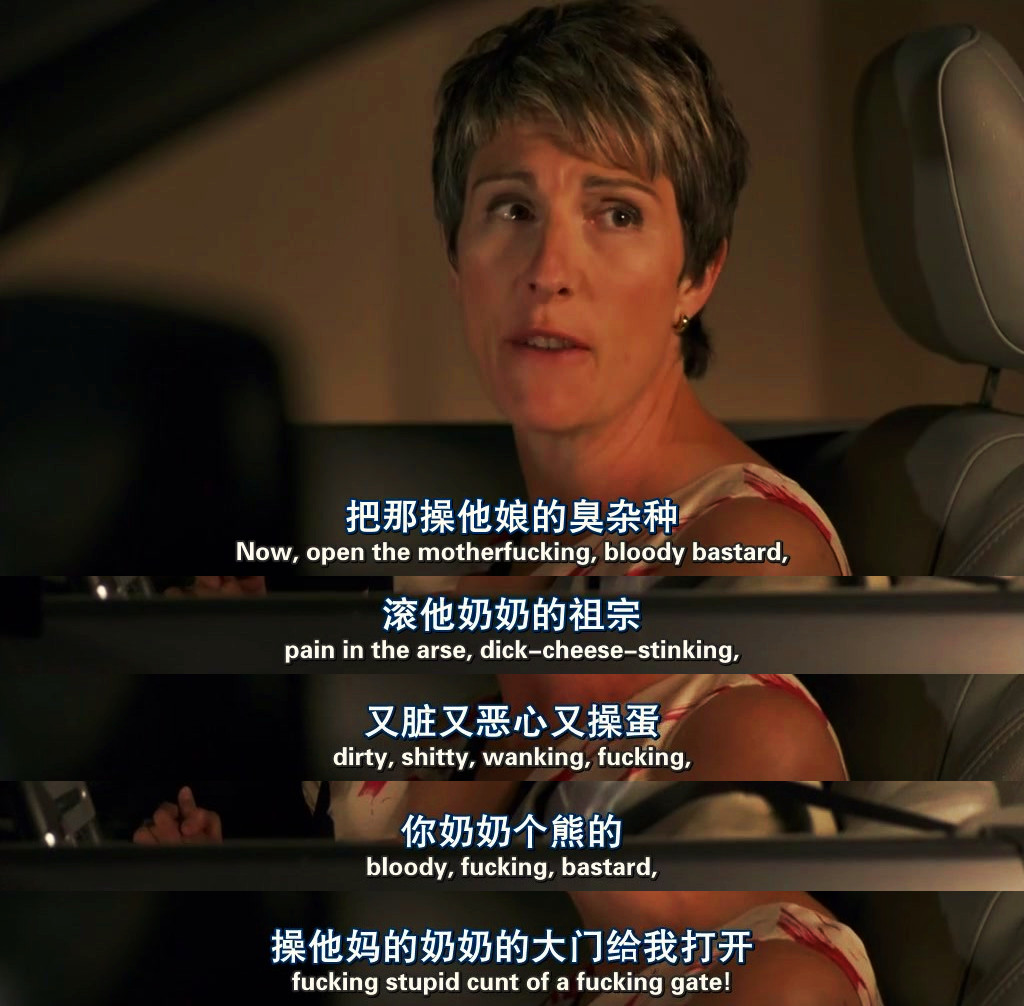 把那操他娘的臭杂种
Now, open the motherfucking, bloody bastard,
滚他奶奶的祖宗
pain in the arse, dick-cheese-stinking,
又脏又恶心又操蛋
dirty, shitty, wanking, fucking,
你奶奶个熊的
bloody, fucking, bastard,
操他妈的奶奶的大门给我打开
fucking stupid cunt of a fucking gate!